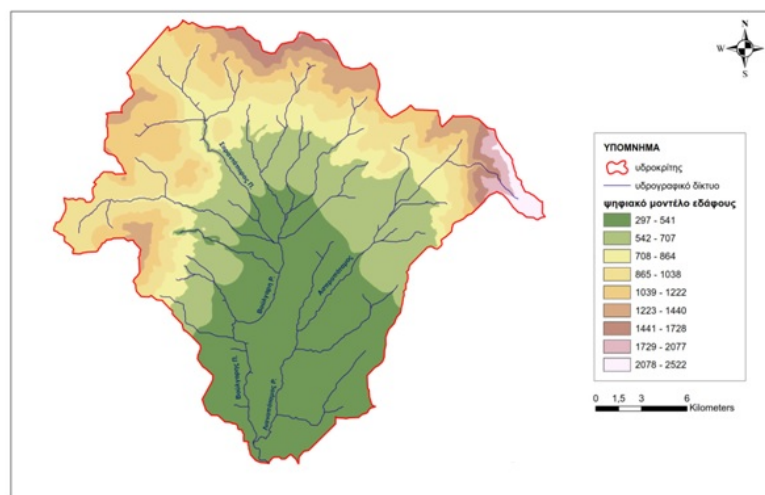 N
W
E
S
ΥΠΟΜΝΗΜΑ
υδροκρίτης
υδρογραφικό δίκτυο
ψηφιακό μοντέλο εδάφους
297 - 541
542 - 707
708 - 864
865 - 1038
1039 - 1222
1223 - 1440
1441 - 1728
1729 - 2077
2078 - 2522
0 1,5 3 6
Kilometers